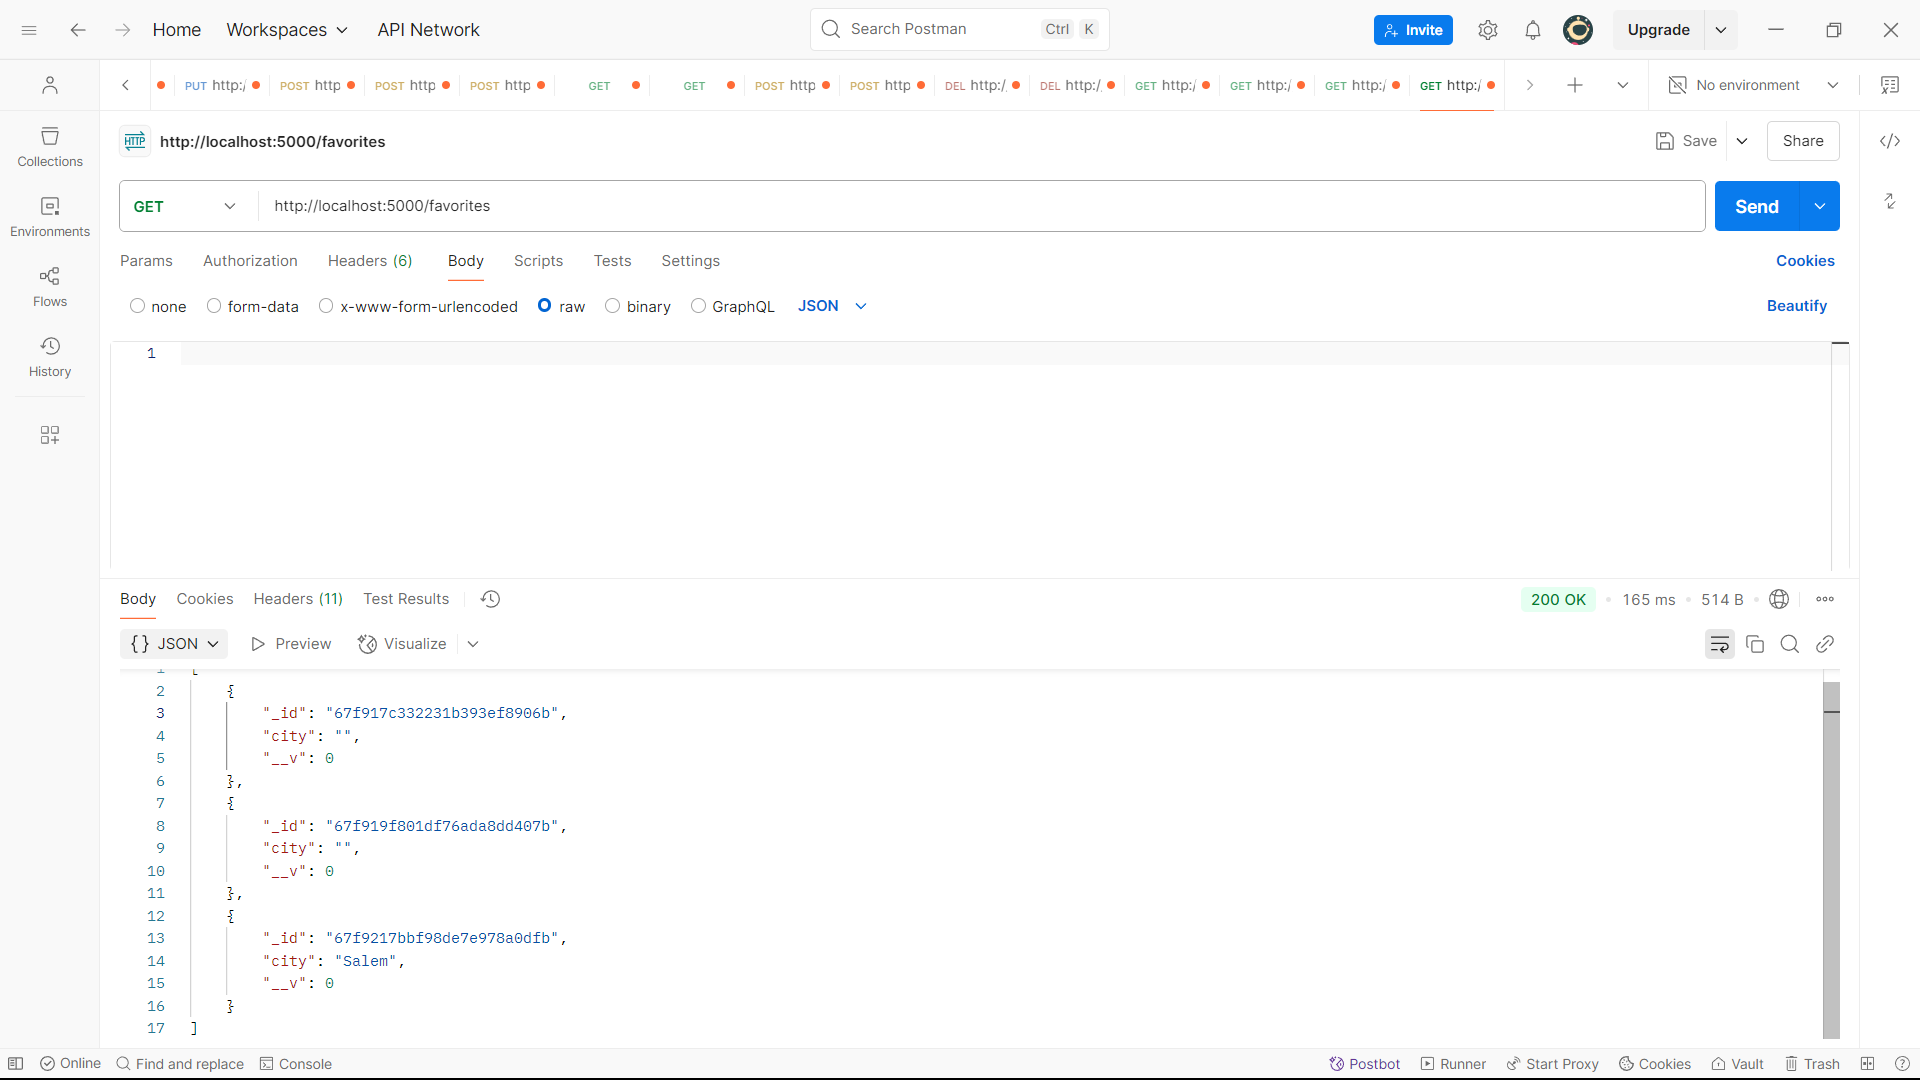 Home Workspaces API Network Search Postman Ctrl K Invite Upgrade
PUT http:/ POST http POST http POST http GET GET POST http POST http DEL http:/ DEL http:/ GET http:/ GET http:/ GET http:/ GET http:/ No environment
HTTP http://localhost:5000/favorites Save Share
Collections
Environments
Flows
History
GET http://localhost:5000/favorites Send
Params Authorization Headers (6) Body Scripts Tests Settings Cookies
none form-data x-www-form-urlencoded raw binary GraphQL JSON Beautify
1
Body Cookies Headers (11) Test Results 200 OK 165 ms 514 B
{} JSON Preview Visualize
1 [
2 {
3 "_id": "67f917c332231b393ef8906b",
4 "city": "",
5 "__v": 0
6 },
7 {
8 "_id": "67f919f801df76ada8dd407b",
9 "city": "",
10 "__v": 0
11 },
12 {
13 "_id": "67f9217bbf98de7e978a0dfb",
14 "city": "Salem",
15 "__v": 0
16 }
17 ]
Online Find and replace Console Postbot Runner Start Proxy Cookies Vault Trash